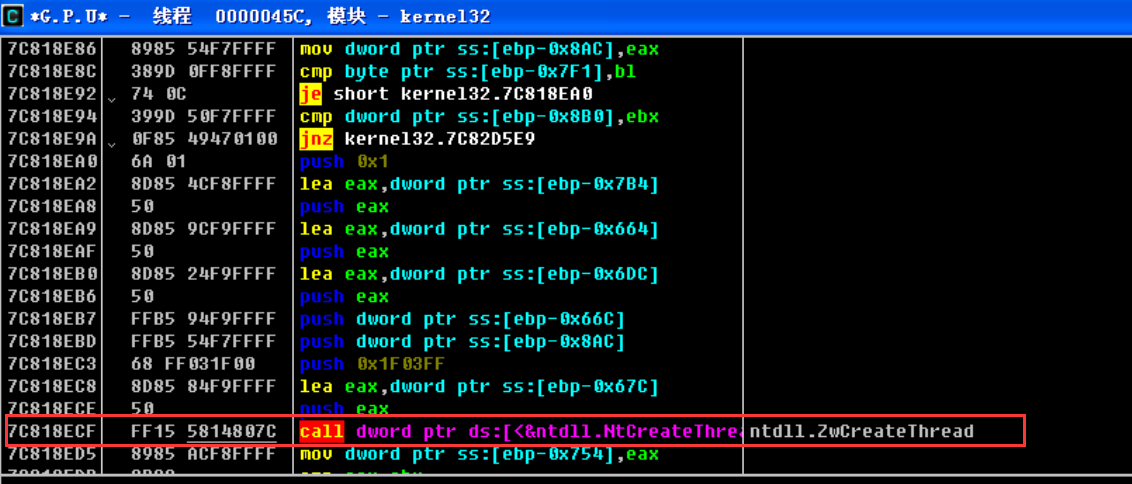 C *G.P.U* - 线程 0000045C, 模块 - kernel32
7C818E86 8985 54F7FFFF mov dword ptr ss:[ebp-0x8AC],eax
7C818E8C 389D 0FF8FFFF cmp byte ptr ss:[ebp-0x7F1],bl
7C818E92 74 0C je short kernel32.7C818EA0
7C818E94 399D 50F7FFFF cmp dword ptr ss:[ebp-0x8B0],ebx
7C818E9A 0F85 49470100 jnz kernel32.7C82D5E9
7C818EA0 6A 01 push 0x1
7C818EA2 8D85 4CF8FFFF lea eax,dword ptr ss:[ebp-0x7B4]
7C818EA8 50 push eax
7C818EA9 8D85 9CF9FFFF lea eax,dword ptr ss:[ebp-0x664]
7C818EAF 50 push eax
7C818EB0 8D85 24F9FFFF lea eax,dword ptr ss:[ebp-0x6DC]
7C818EB6 50 push eax
7C818EB7 FFB5 94F9FFFF push dword ptr ss:[ebp-0x66C]
7C818EBD FFB5 54F7FFFF push dword ptr ss:[ebp-0x8AC]
7C818EC3 68 FF031F00 push 0x1F03FF
7C818EC8 8D85 84F9FFFF lea eax,dword ptr ss:[ebp-0x67C]
7C818ECE 50 push eax
7C818ECF FF15 5814807C call dword ptr ds:[<&ntdll.NtCreateThrea ntdll.ZwCreateThread
7C818ED5 8985 ACF8FFFF mov dword ptr ss:[ebp-0x754],eax